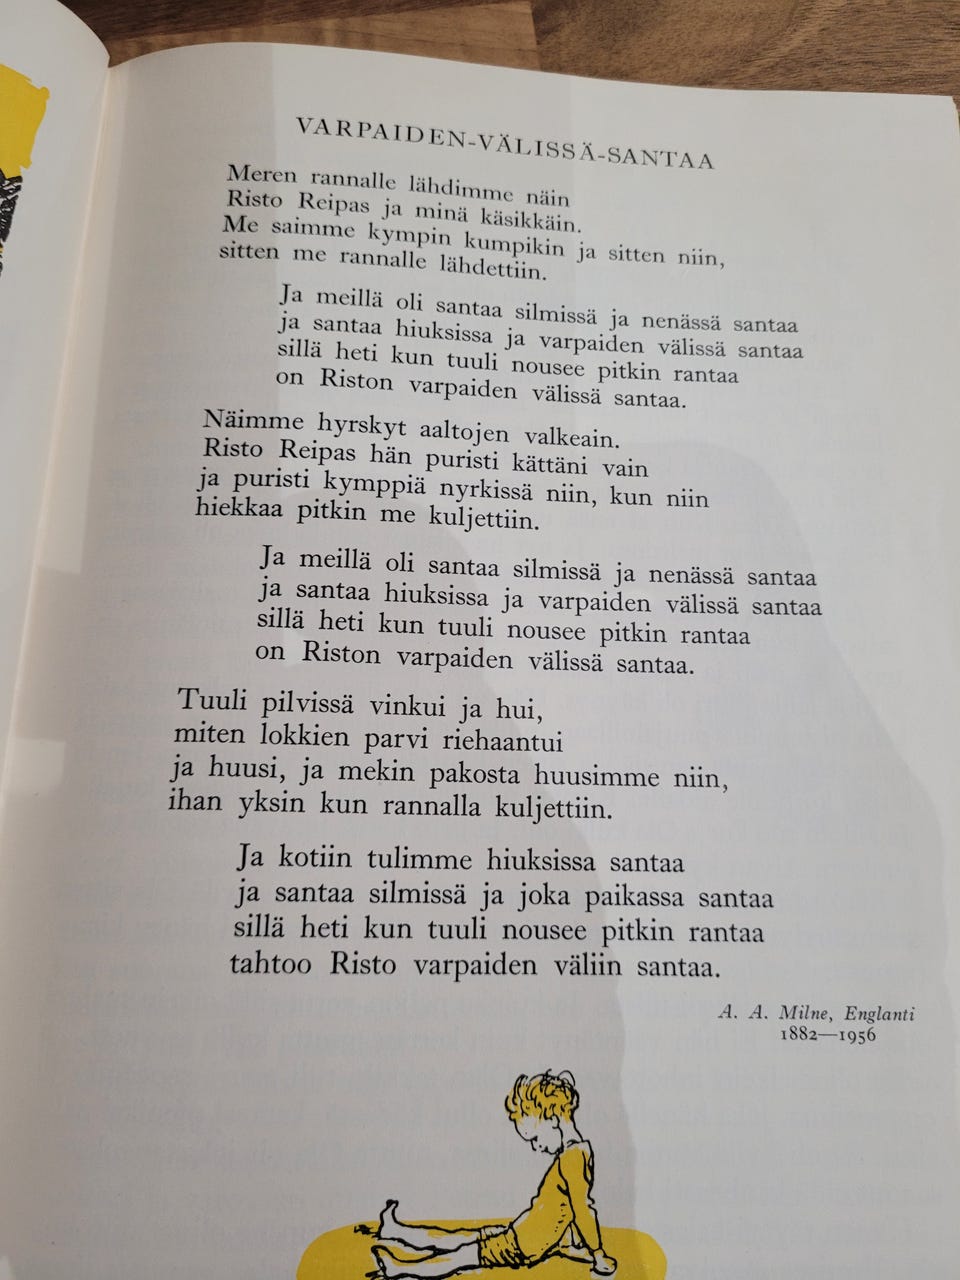 VARPAIDEN-VÄLISSÄ-SANTAA
Meren rannalle lähdimme näin
Risto Reipas ja minä käsikkäin.
Me saimme kympin kumpikin ja sitten niin,
sitten me rannalle lähdettiin.
Ja meillä oli santaa silmissä ja nenässä santaa
ja santaa hiuksissa ja varpaiden välissä santaa
sillä heti kun tuuli nousee pitkin rantaa
on Riston varpaiden välissä santaa.
Näimme hyrskyt aaltojen valkeain.
Risto Reipas hän puristi kättäni vain
ja puristi kymppiä nyrkissä niin, kun niin
hiekkaa pitkin me kuljettiin.
Ja meillä oli santaa silmissä ja nenässä santaa
ja santaa hiuksissa ja varpaiden välissä santaa
sillä heti kun tuuli nousee pitkin rantaa
on Riston varpaiden välissä santaa.
Tuuli pilvissä vinkui ja hui,
miten lokkien parvi riehaantui
ja huusi, ja mekin pakosta huusimme niin,
ihan yksin kun rannalla kuljettiin.
Ja kotiin tulimme hiuksissa santaa
ja santaa silmissä ja joka paikassa santaa
sillä heti kun tuuli nousee pitkin rantaa
tahtoo Risto varpaiden väliin santaa.
A. A. Milne, Englanti
1882—1956